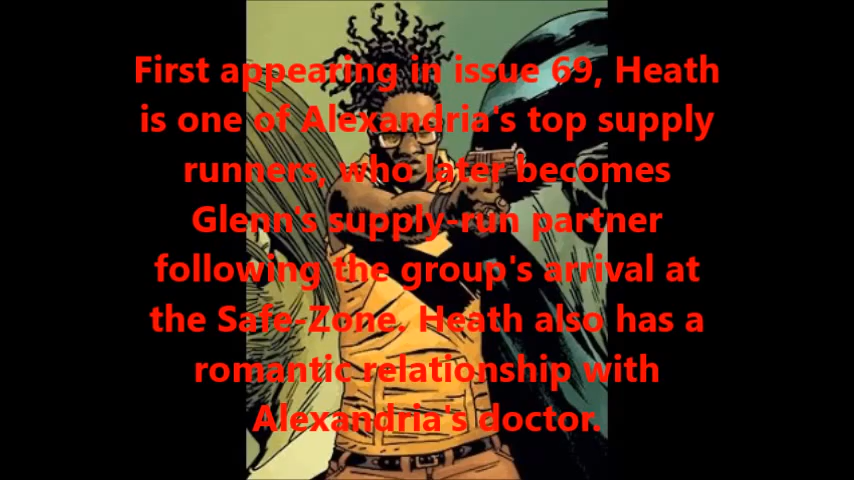 First appearing in issue 69, Heath
is one of Alexandria's top supply
runners, who later becomes
Glenn's supply-run partner
following the group's arrival at
the Safe-Zone. Heath also has a
romantic relationship with
Alexandria's doctor.